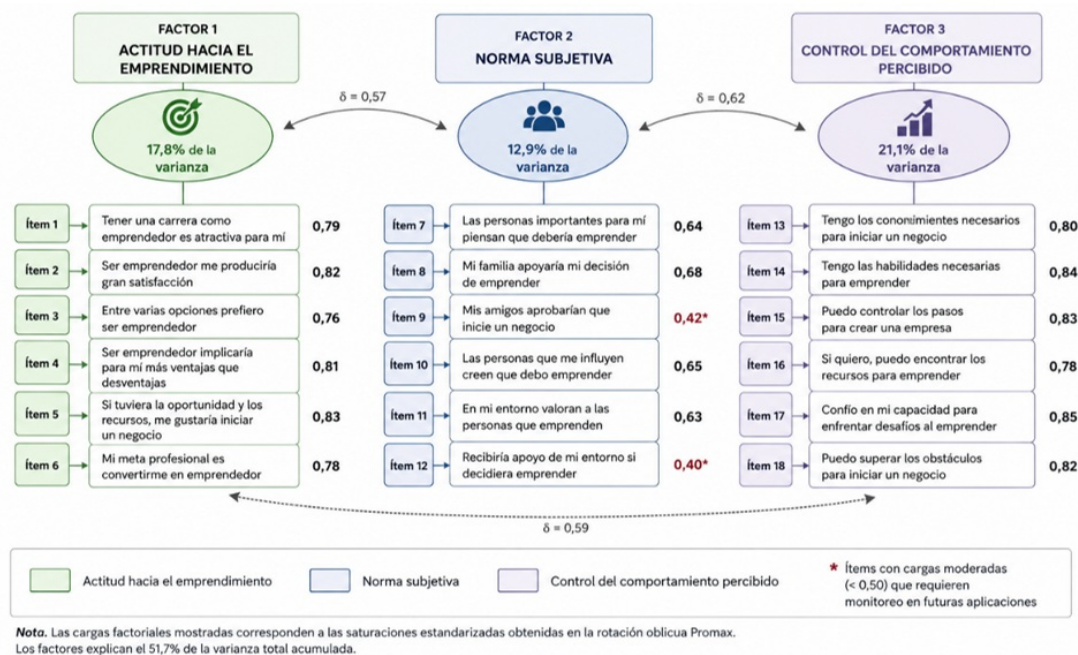 FACTOR 1
ACTITUD HACIA EL
EMPRENDIMIENTO
17,8% de la
varianza
FACTOR 2
NORMA SUBJETIVA
12,9% de la
varianza
FACTOR 3
CONTROL DEL COMPORTAMIENTO
PERCIBIDO
21,1% de la
varianza
δ = 0,57
δ = 0,62
Ítem 1
Tener una carrera como
emprendedor es atractiva para mí
0,79
Ítem 2
Ser emprendedor me produciría
gran satisfacción
0,82
Ítem 3
Entre varias opciones prefiero
ser emprendedor
0,76
Ítem 4
Ser emprendedor implicaría
para mí más ventajas que
desventajas
0,81
Ítem 5
Si tuviera la oportunidad y los
recursos, me gustaría iniciar
un negocio
0,83
Ítem 6
Mi meta profesional es
convertirme en emprendedor
0,78
Ítem 7
Las personas importantes para mí
piensan que debería emprender
0,64
Ítem 8
Mi familia apoyaría mi decisión
de emprender
0,68
Ítem 9
Mis amigos aprobarían que
inicie un negocio
0,42*
Ítem 10
Las personas que me influyen
creen que debo emprender
0,65
Ítem 11
En mi entorno valoran a las
personas que emprenden
0,63
Ítem 12
Recibiría apoyo de mi entorno si
decidiera emprender
0,40*
Ítem 13
Tengo los necesarios
para iniciar un negocio
0,80
Ítem 14
Tengo las habilidades necesarias
para emprender
0,84
Ítem 15
Puedo controlar los pasos
para crear una empresa
0,83
Ítem 16
Si quiero, puedo encontrar los
recursos para emprender
0,78
Ítem 17
Confío en mi capacidad para
enfrentar desafíos al emprender
0,85
Ítem 18
Puedo superar los obstáculos
para iniciar un negocio
0,82
δ = 0,59
Actitud hacia el emprendimiento
Norma subjetiva
Control del comportamiento percibido
* Ítems con cargas moderadas
(< 0,50) que requieren
monitoreo en futuras aplicaciones
Nota. Las cargas factoriales mostradas corresponden a las saturaciones estandarizadas obtenidas en la rotación oblicua Promax.
Los factores explican el 51,7% de la varianza total acumulada.